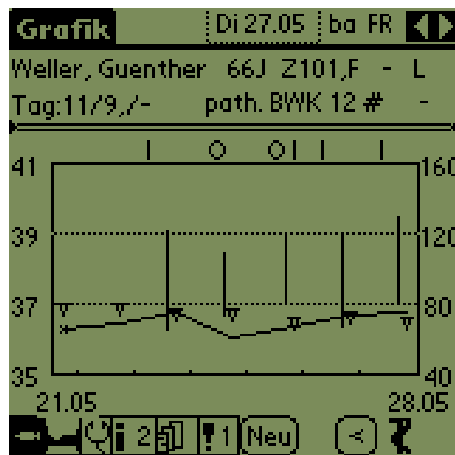 Grafik Di 27.05 ba FR
Weller, Guenther 66J Z101,F - L
Tag:11/9,/- path. BWK 12 # -
41 160
39 120
37 80
35 40
21.05 28.05
2 1 Neu <